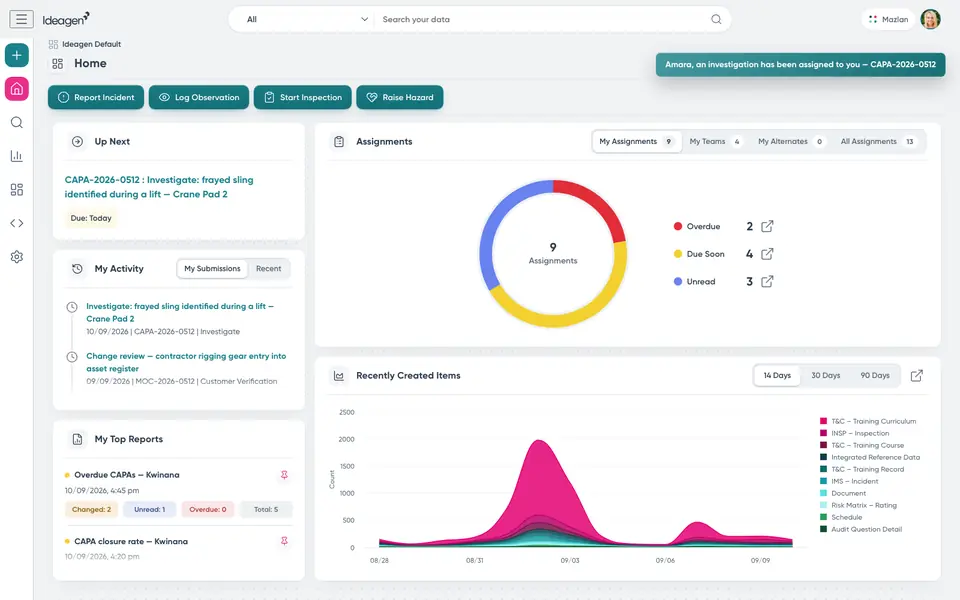 Ideagen
All
Search your data
Mazlan
Ideagen Default
Home
Amara, an investigation has been assigned to you — CAPA-2026-0512
Report Incident
Log Observation
Start Inspection
Raise Hazard
Up Next
CAPA-2026-0512 : Investigate: frayed sling
identified during a lift — Crane Pad 2
Due: Today
My Activity
My Submissions
Recent
Investigate: frayed sling identified during a lift —
Crane Pad 2
10/09/2026 | CAPA-2026-0512 | Investigate
Change review — contractor rigging gear entry into
asset register
09/09/2026 | MOC-2026-0512 | Customer Verification
My Top Reports
Overdue CAPAs — Kwinana
10/09/2026, 4:45 pm
Changed: 2
Unread: 1
Overdue: 0
Total: 5
CAPA closure rate — Kwinana
10/09/2026, 4:20 pm
Assignments
My Assignments 9
My Teams 4
My Alternates 0
All Assignments 13
9
Assignments
Overdue 2
Due Soon 4
Unread 3
Recently Created Items
14 Days
30 Days
90 Days
Count
2500
2000
1500
1000
500
0
08/28
08/31
09/03
09/06
09/09
T&C – Training Curriculum
INSP – Inspection
T&C – Training Course
Integrated Reference Data
T&C – Training Record
IMS – Incident
Document
Risk Matrix – Rating
Schedule
Audit Question Detail